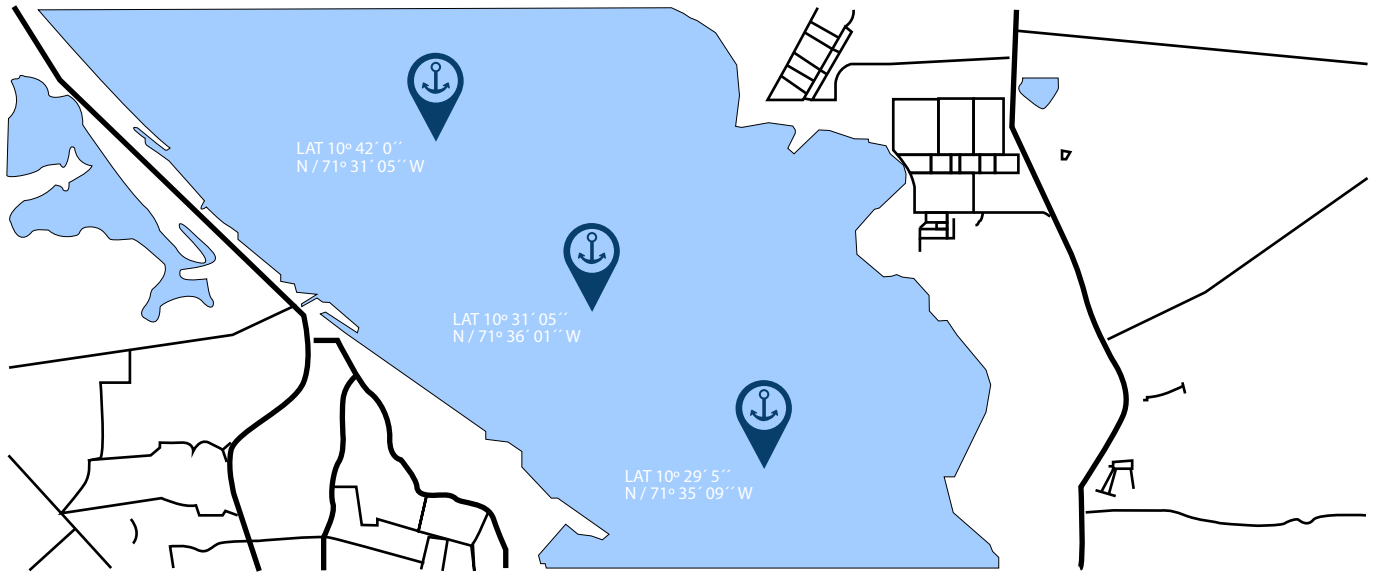 LAT 10º 42´ 0´´
N / 71º 31´ 05´´ W
LAT 10º 31´ 05´´
N / 71º 36´ 01´´ W
LAT 10º 29´ 5´´
N / 71º 35´ 09´´ W